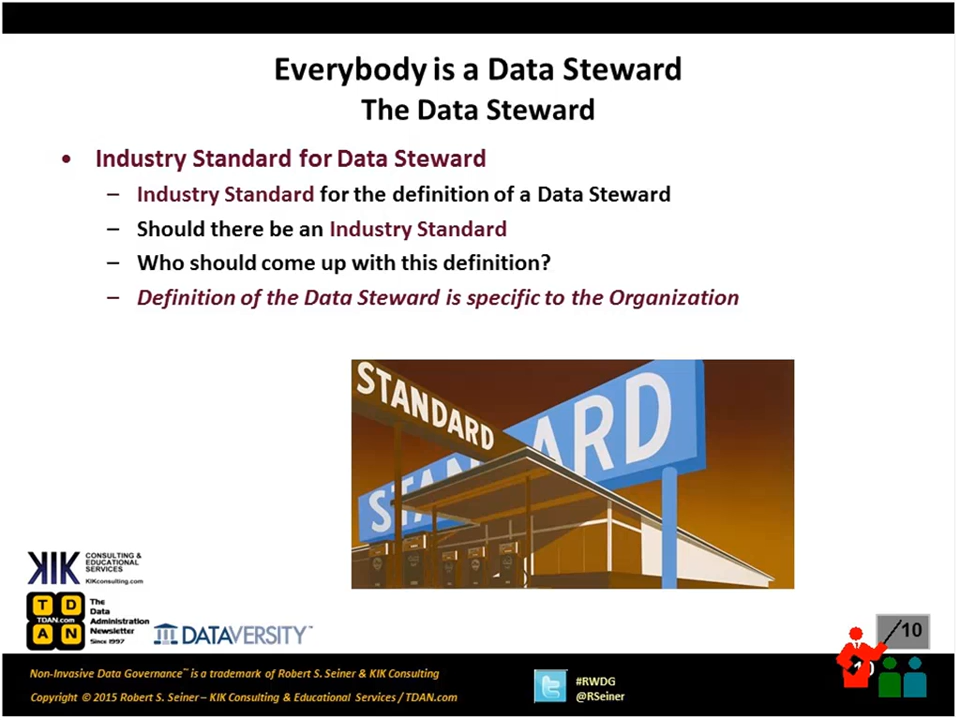 Everybody is a Data Steward
The Data Steward
• Industry Standard for Data Steward
– Industry Standard for the definition of a Data Steward
– Should there be an Industry Standard
– Who should come up with this definition?
– Definition of the Data Steward is specific to the Organization
STANDARD
STANDARD
KIK CONSULTING & EDUCATIONAL SERVICES
KIKconsulting.com
T D
TDAN.com
A N
The
Data
Administration
Newsletter
Since 1997
DATAVERSITY™
10
10
Non-Invasive Data Governance™ is a trademark of Robert S. Seiner & KIK Consulting
Copyright © 2015 Robert S. Seiner – KIK Consulting & Educational Services / TDAN.com
#RWDG
@RSeiner